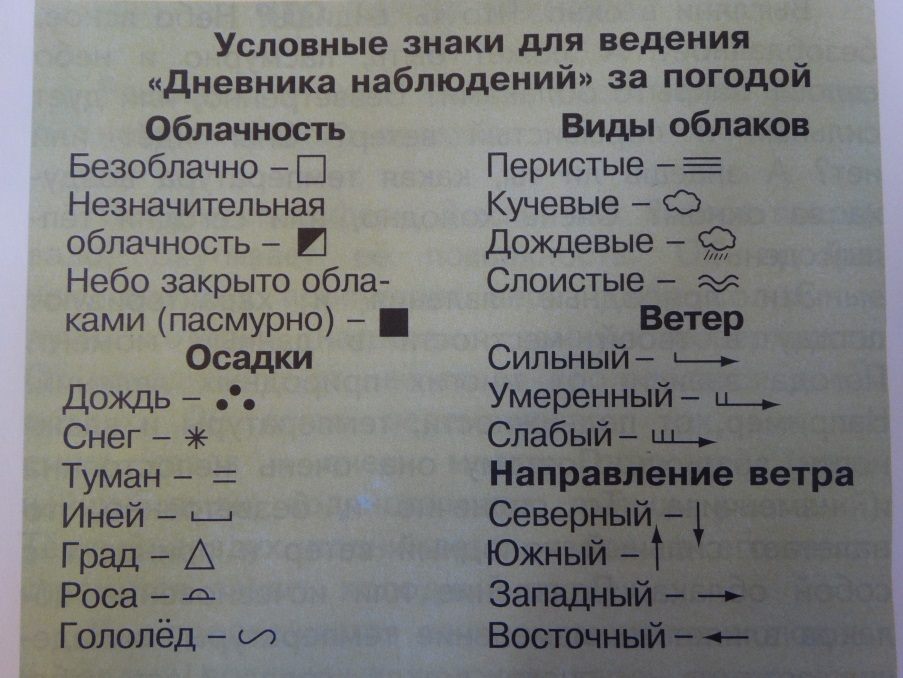 Условные знаки для ведения
«Дневника наблюдений» за погодой
Облачность
Безоблачно –
Незначительная
облачность –
Небо закрыто обла-
ками (пасмурно) –
Осадки
Дождь –
Снег –
Туман –
Иней –
Град –
Роса –
Гололёд –
Виды облаков
Перистые –
Кучевые –
Дождевые –
Слоистые –
Ветер
Сильный –
Умеренный –
Слабый –
Направление ветра
Северный –
Южный –
Западный –
Восточный –